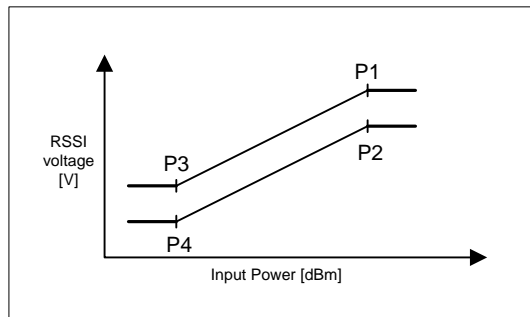 P1
RSSI
voltage
[V]
P3
P2
P4
Input Power [dBm]